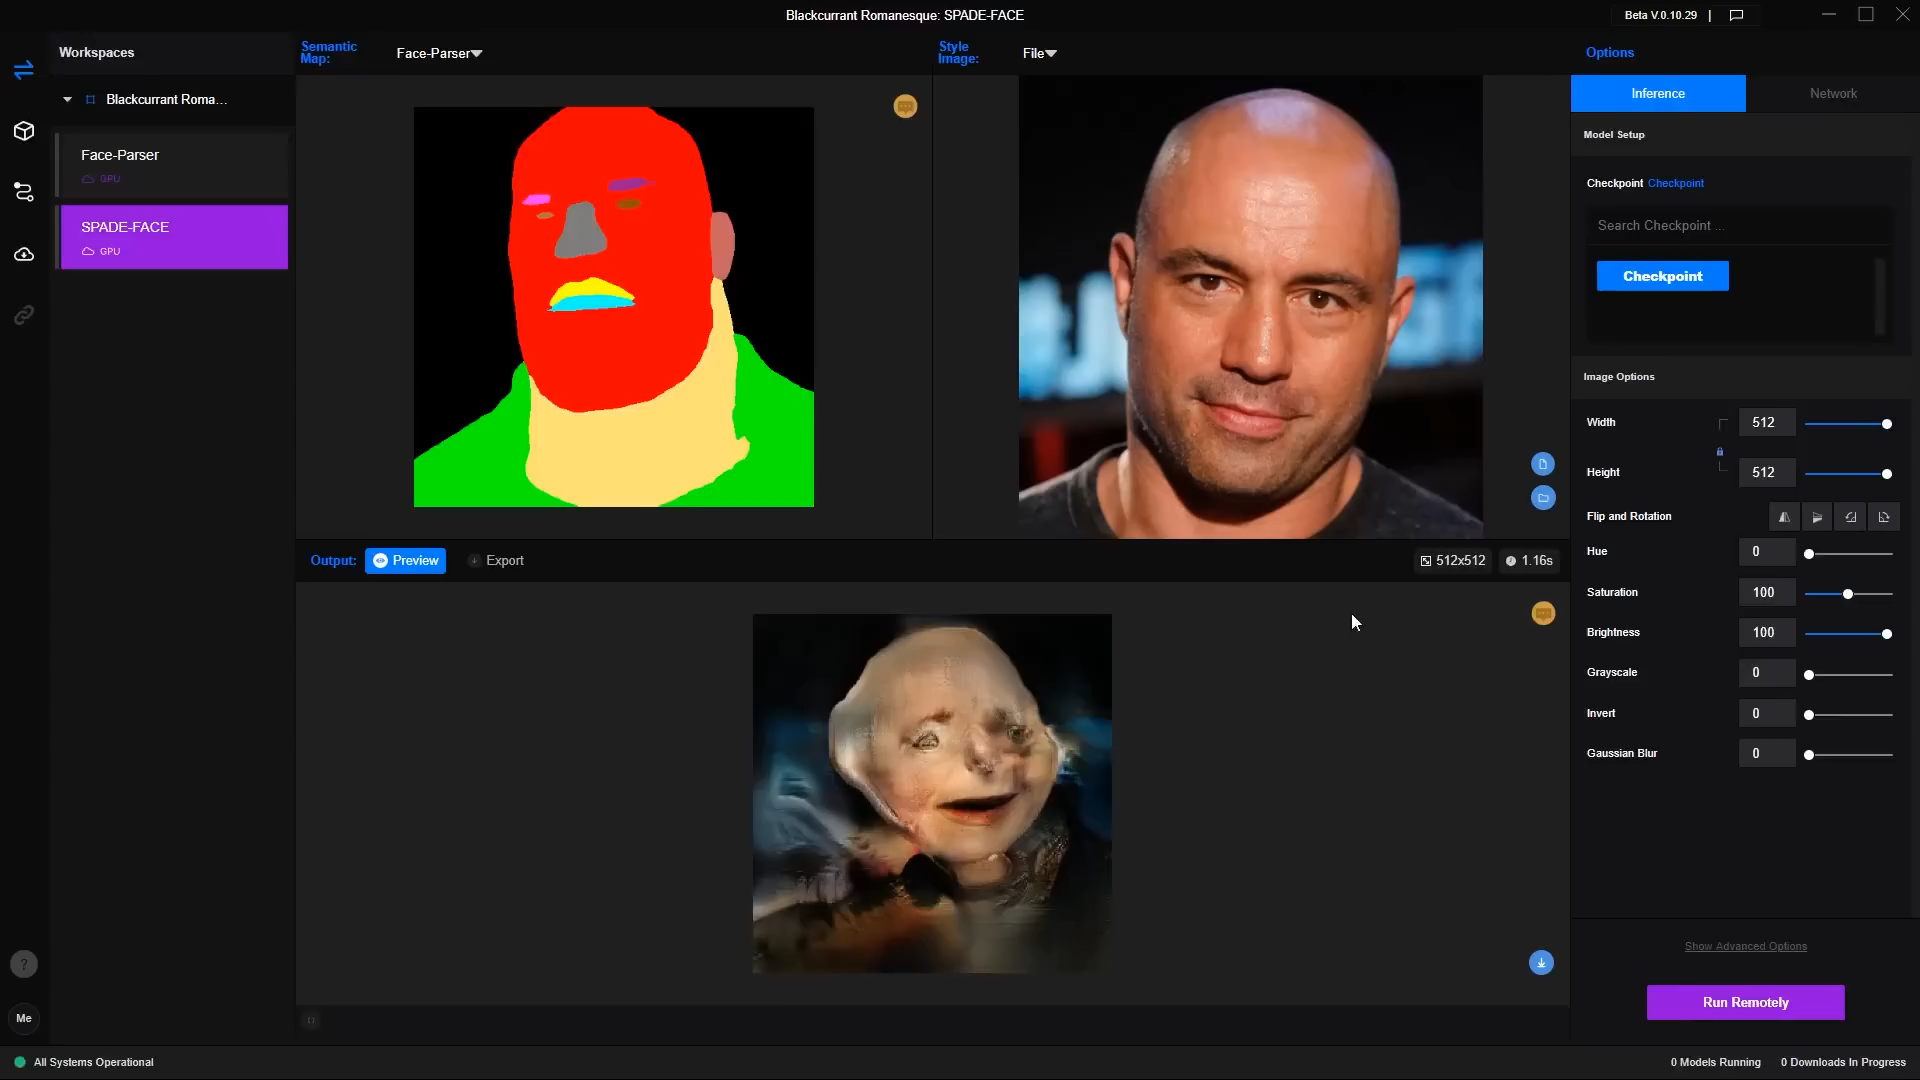 Blackcurrant Romanesque: SPADE-FACE
Beta V.0.10.29 |
Workspaces
Semantic
Map:
Face-Parser
Style
Image:
File
Options
Blackcurrant Roma...
Inference
Network
Model Setup
Face-Parser
GPU
Checkpoint Checkpoint
SPADE-FACE
GPU
Search Checkpoint ...
Checkpoint
Image Options
Width
512
Height
512
Flip and Rotation
Output:
Preview
Export
512x512
1.16s
Hue
0
Saturation
100
Brightness
100
Grayscale
0
Invert
0
Gaussian Blur
0
Show Advanced Options
?
Run Remotely
Me
All Systems Operational
0 Models Running
0 Downloads In Progress